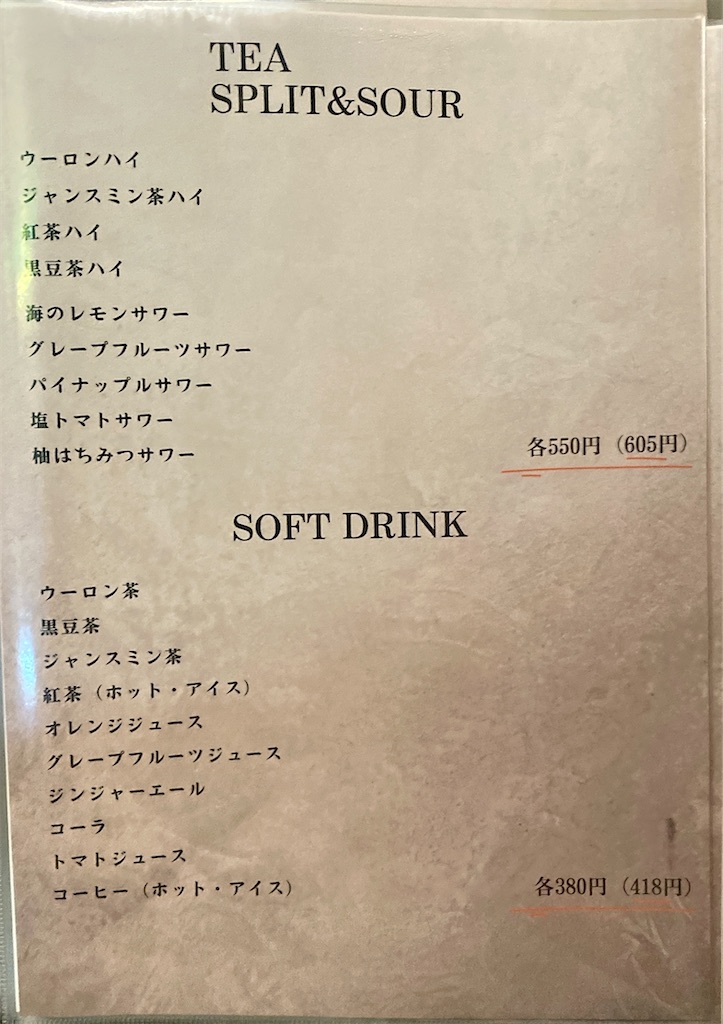 TEA
SPLIT&SOUR
ウーロンハイ
ジャンスミン茶ハイ
紅茶ハイ
黒豆茶ハイ
海のレモンサワー
グレープフルーツサワー
パイナップルサワー
塩トマトサワー
柚はちみつサワー
各550円（605円）
SOFT DRINK
ウーロン茶
黒豆茶
ジャンスミン茶
紅茶（ホット・アイス）
オレンジジュース
グレープフルーツジュース
ジンジャーエール
コーラ
トマトジュース
コーヒー（ホット・アイス）
各380円（418円）